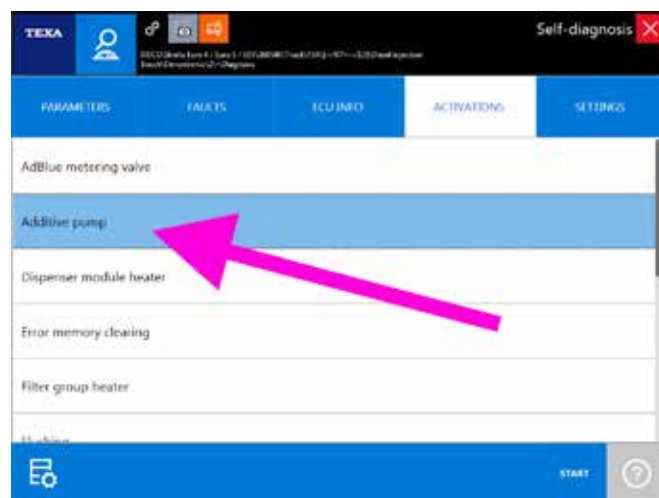 TEXA
Self-diagnosis
PARAMETERS
FAULTS
ECU INFO
ACTIVATIONS
SETTINGS
AdBlue metering valve
Additive pump
Dispenser module heater
Error memory clearing
Filter group heater
START